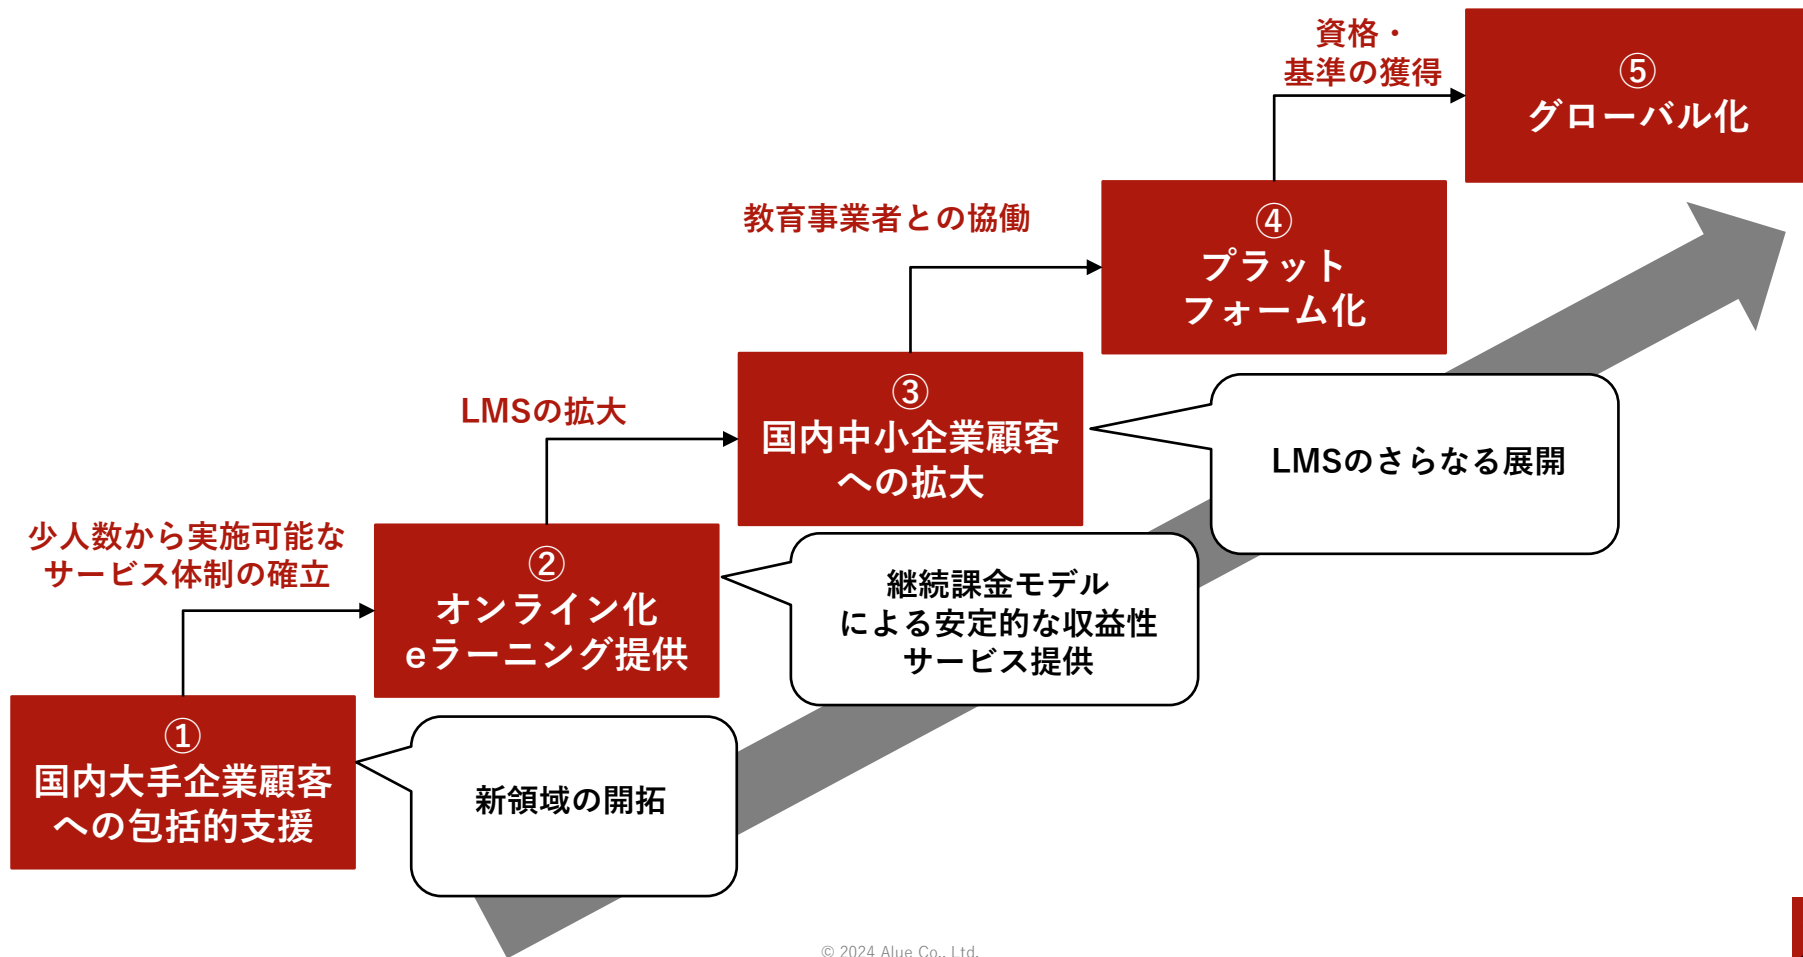 資格・
基準の獲得
⑤
グローバル化
教育事業者との協働
④
プラット
フォーム化
LMSの拡大
③
国内中小企業顧客
への拡大
LMSのさらなる展開
少人数から実施可能な
サービス体制の確立
②
オンライン化
eラーニング提供
継続課金モデル
による安定的な収益性
サービス提供
①
国内大手企業顧客
への包括的支援
新領域の開拓
© 2024 Alue Co., Ltd.